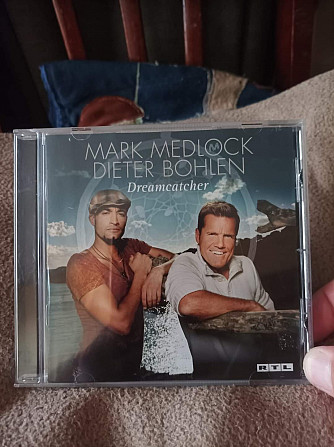 MARK MEDLOCK
DIETER BOHLEN
Dreamcatcher
RTL